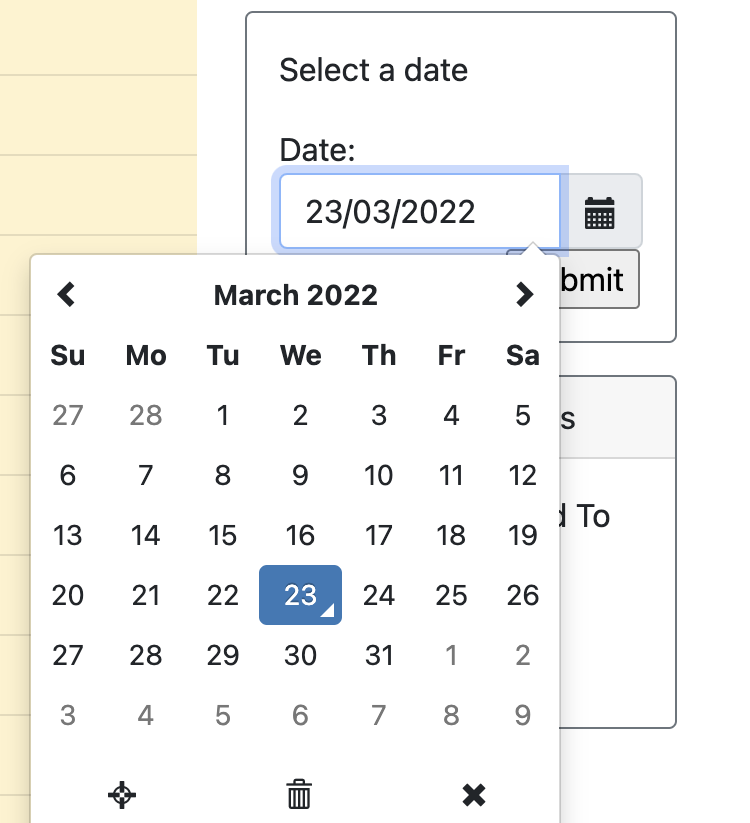 Select a date
Date:
23/03/2022
bmit
March 2022
Su Mo Tu We Th Fr Sa
27 28 1 2 3 4 5
6 7 8 9 10 11 12
13 14 15 16 17 18 19
20 21 22 23 24 25 26
27 28 29 30 31 1 2
3 4 5 6 7 8 9
s
d To